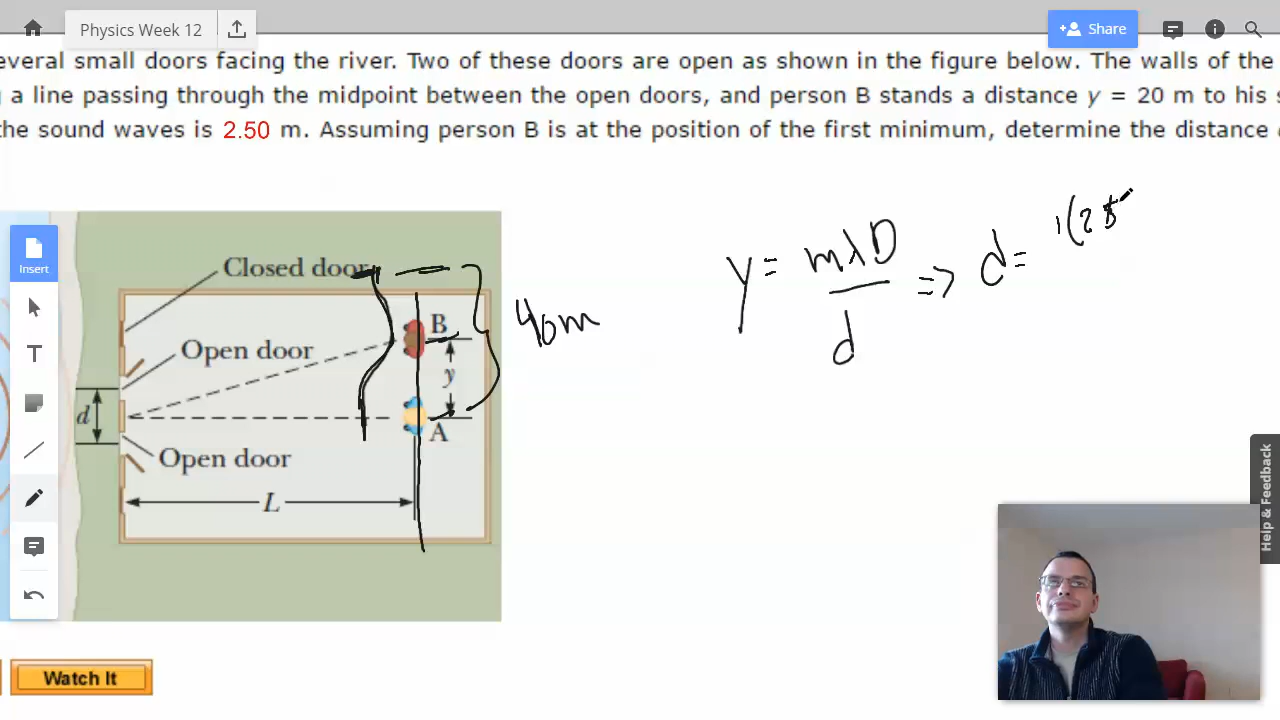 Physics Week 12
Share
everal small doors facing the river. Two of these doors are open as shown in the figure below. The walls of the
a line passing through the midpoint between the open doors, and person B stands a distance y = 20 m to his s
the sound waves is 2.50 m. Assuming person B is at the position of the first minimum, determine the distance
Insert
T
Closed door
Open door
d
Open door
B
y
A
L
40m
y = mλD
d
=> d = 1(2.5
Help & Feedback
Watch It